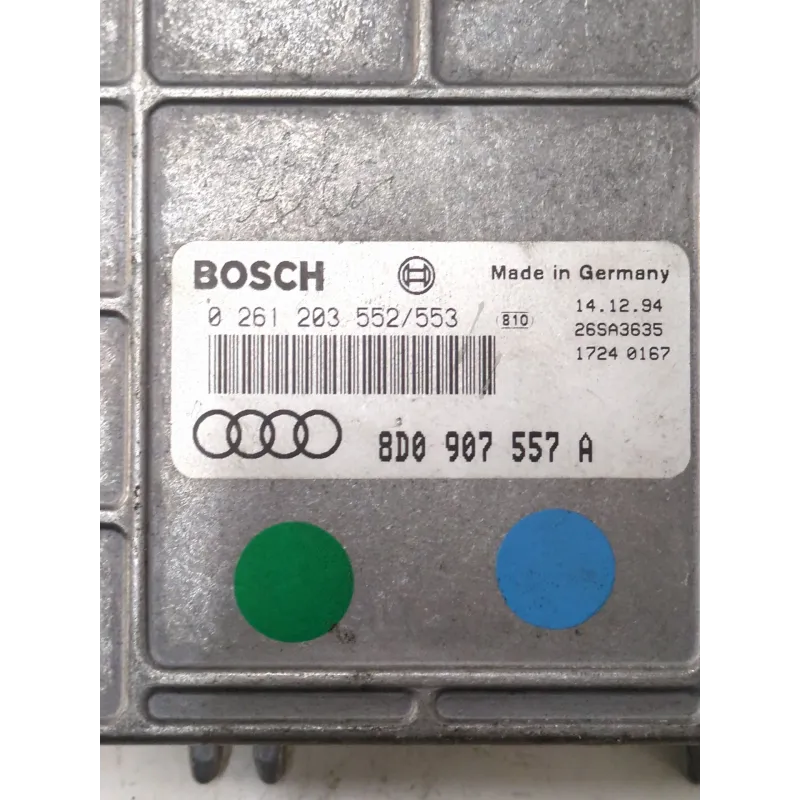 BOSCH
Made in Germany
0 261 203 552/553
810
14.12.94
26SA3635
1724 0167
8D0 907 557 A